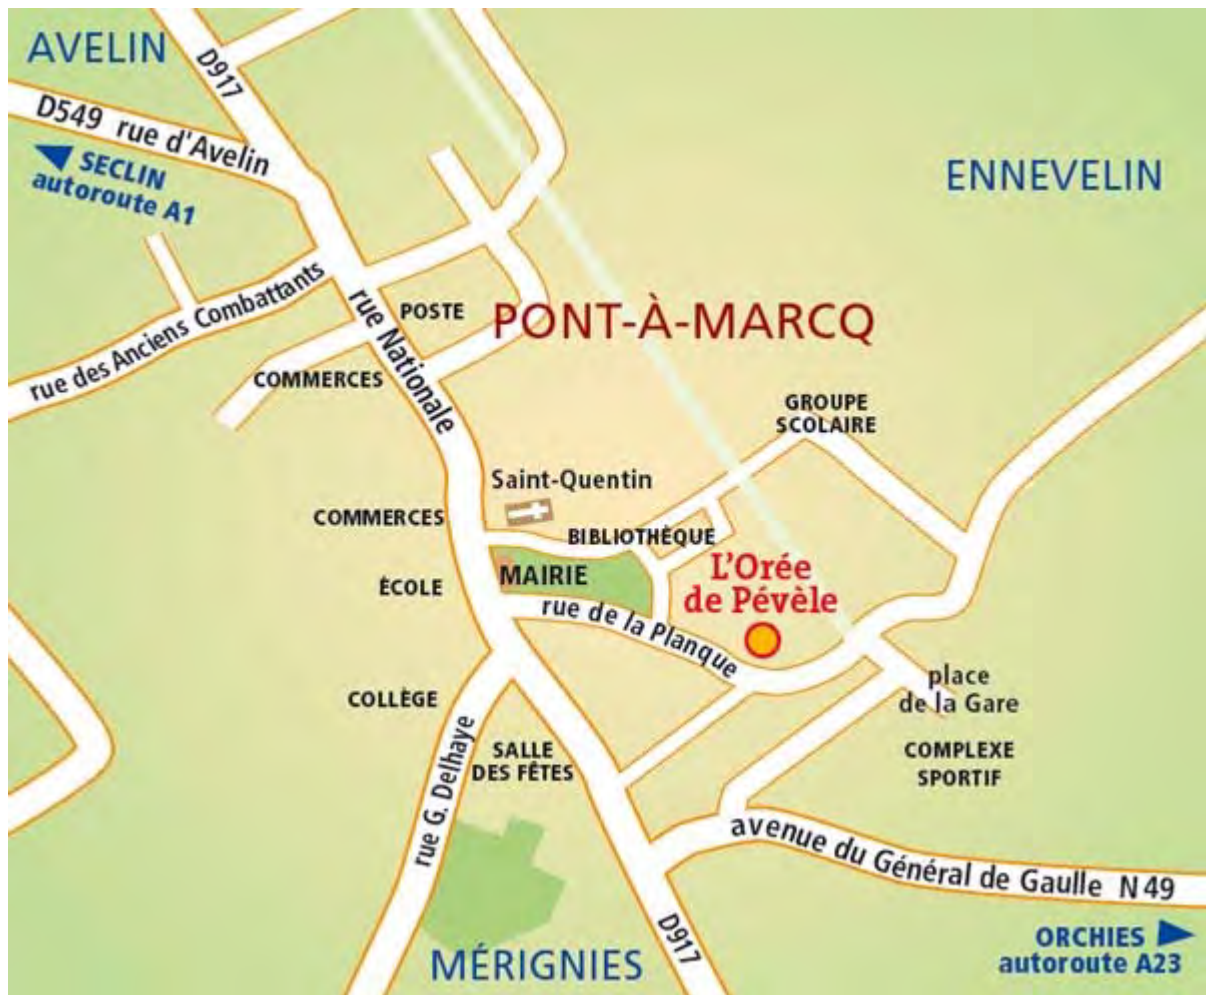 AVELIN
D917
D549 rue d'Avelin
SECLIN
autoroute A1
ENNEVELIN
rue des Anciens Combattants
rue Nationale
POSTE
PONT-À-MARCQ
COMMERCES
GROUPE
SCOLAIRE
Saint-Quentin
COMMERCES
BIBLIOTHÈQUE
MAIRIE
ÉCOLE
L'Orée
de Pévèle
rue de la Planque
place
de la Gare
COLLÈGE
SALLE
DES FÊTES
COMPLEXE
SPORTIF
rue G. Delhaye
avenue du Général de Gaulle N 49
D917
ORCHIES
autoroute A23
MÉRIGNIES